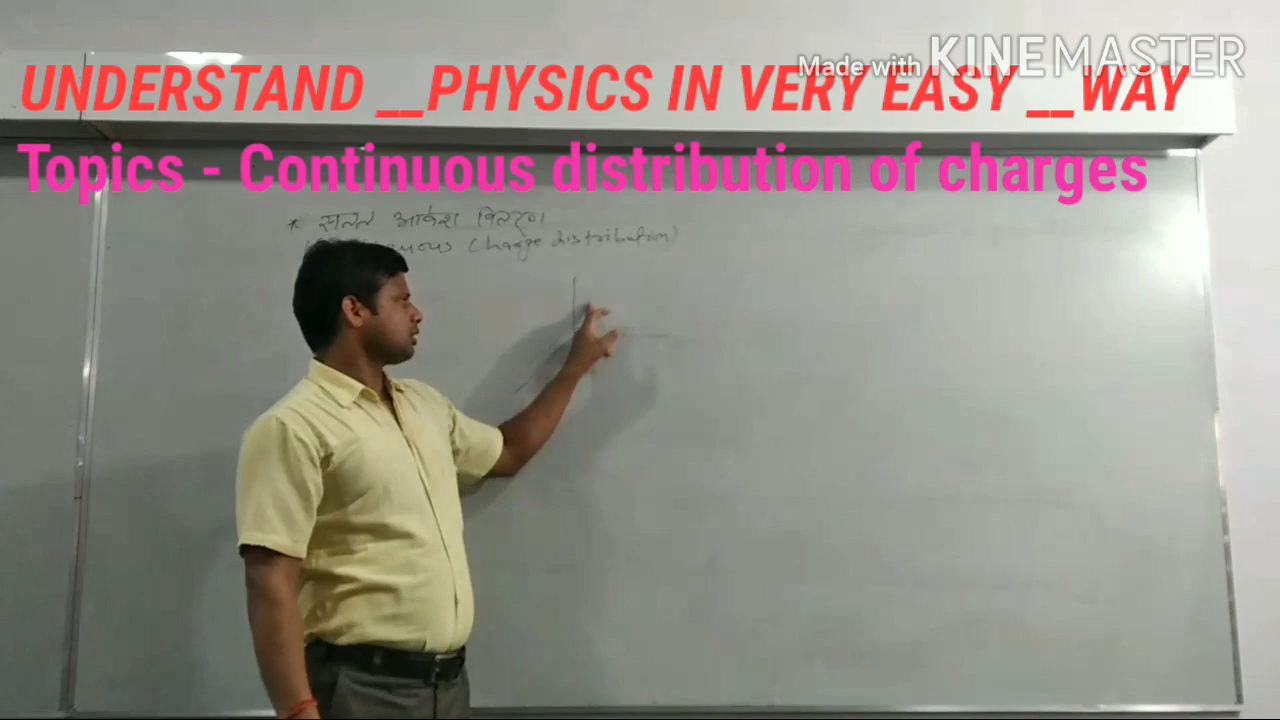 Made with KINEMASTER
UNDERSTAND __PHYSICS IN VERY EASY __WAY
Topics - Continuous distribution of charges
* सतत आवेश वितरण
Charge distribution)